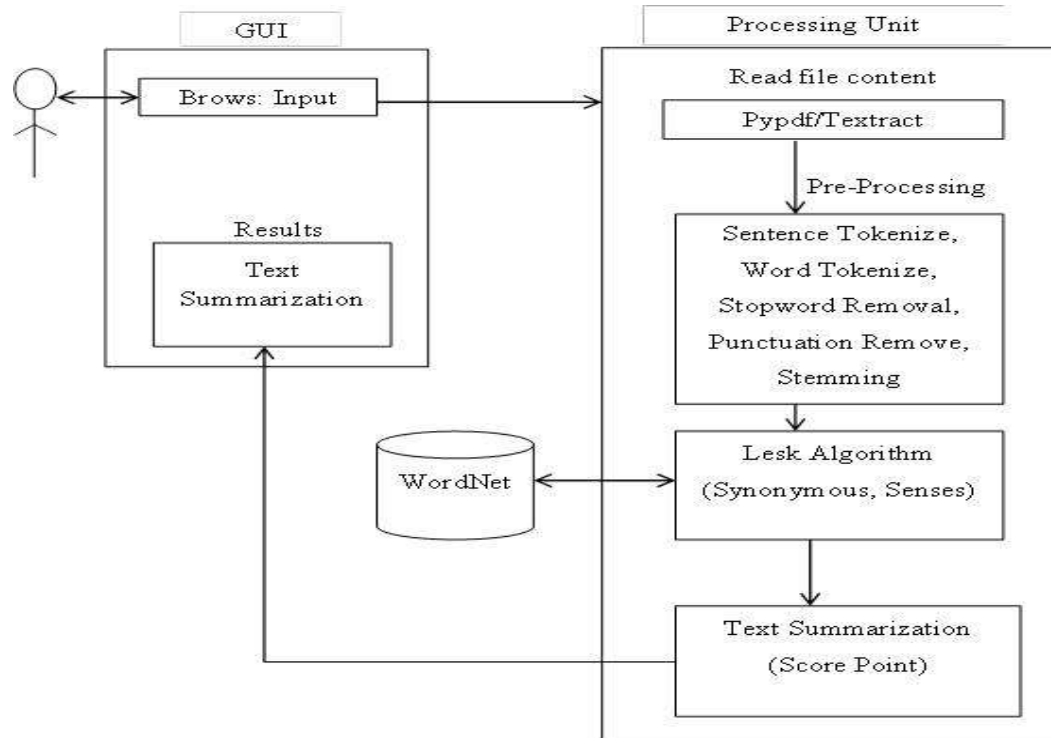 GUI
Brows: Input
Results
Text
Summarization
WordNet
Processing Unit
Read file content
Pypdf/Textract
Pre-Processing
Sentence Tokenize,
Word Tokenize,
Stopword Removal,
Punctuation Remove,
Stemming
Lesk Algorithm
(Synonymous, Senses)
Text Summarization
(Score Point)